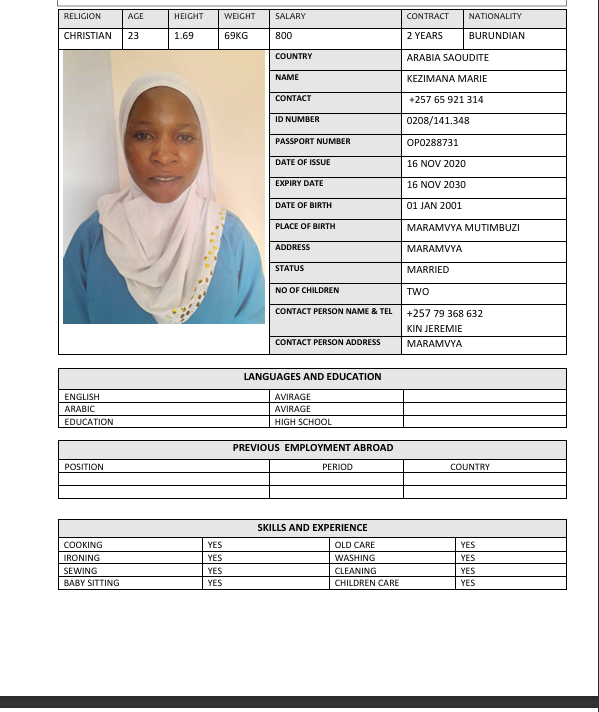 RELIGION AGE HEIGHT WEIGHT SALARY CONTRACT NATIONALITY
CHRISTIAN 23 1.69 69KG 800 2 YEARS BURUNDIAN
COUNTRY ARABIA SAOUDITE
NAME KEZIMANA MARIE
CONTACT +257 65 921 314
ID NUMBER 0208/141.348
PASSPORT NUMBER OP0288731
DATE OF ISSUE 16 NOV 2020
EXPIRY DATE 16 NOV 2030
DATE OF BIRTH 01 JAN 2001
PLACE OF BIRTH MARAMVYA MUTIMBUZI
ADDRESS MARAMVYA
STATUS MARRIED
NO OF CHILDREN TWO
CONTACT PERSON NAME & TEL +257 79 368 632
KIN JEREMIE
CONTACT PERSON ADDRESS MARAMVYA
LANGUAGES AND EDUCATION
ENGLISH AVIRAGE
ARABIC AVIRAGE
EDUCATION HIGH SCHOOL
PREVIOUS EMPLOYMENT ABROAD
POSITION PERIOD COUNTRY
SKILLS AND EXPERIENCE
COOKING YES OLD CARE YES
IRONING YES WASHING YES
SEWING YES CLEANING YES
BABY SITTING YES CHILDREN CARE YES